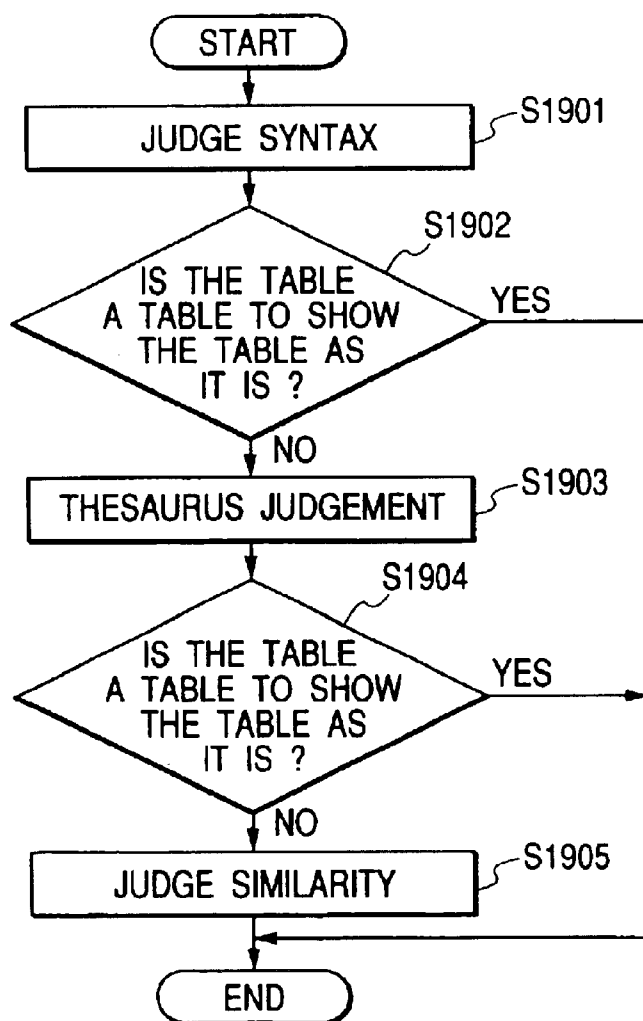 START
JUDGE SYNTAX
S1901
S1902
IS THE TABLE
A TABLE TO SHOW
THE TABLE AS
IT IS ?
YES
NO
THESAURUS JUDGEMENT
S1903
S1904
IS THE TABLE
A TABLE TO SHOW
THE TABLE AS
IT IS ?
YES
NO
JUDGE SIMILARITY
S1905
END